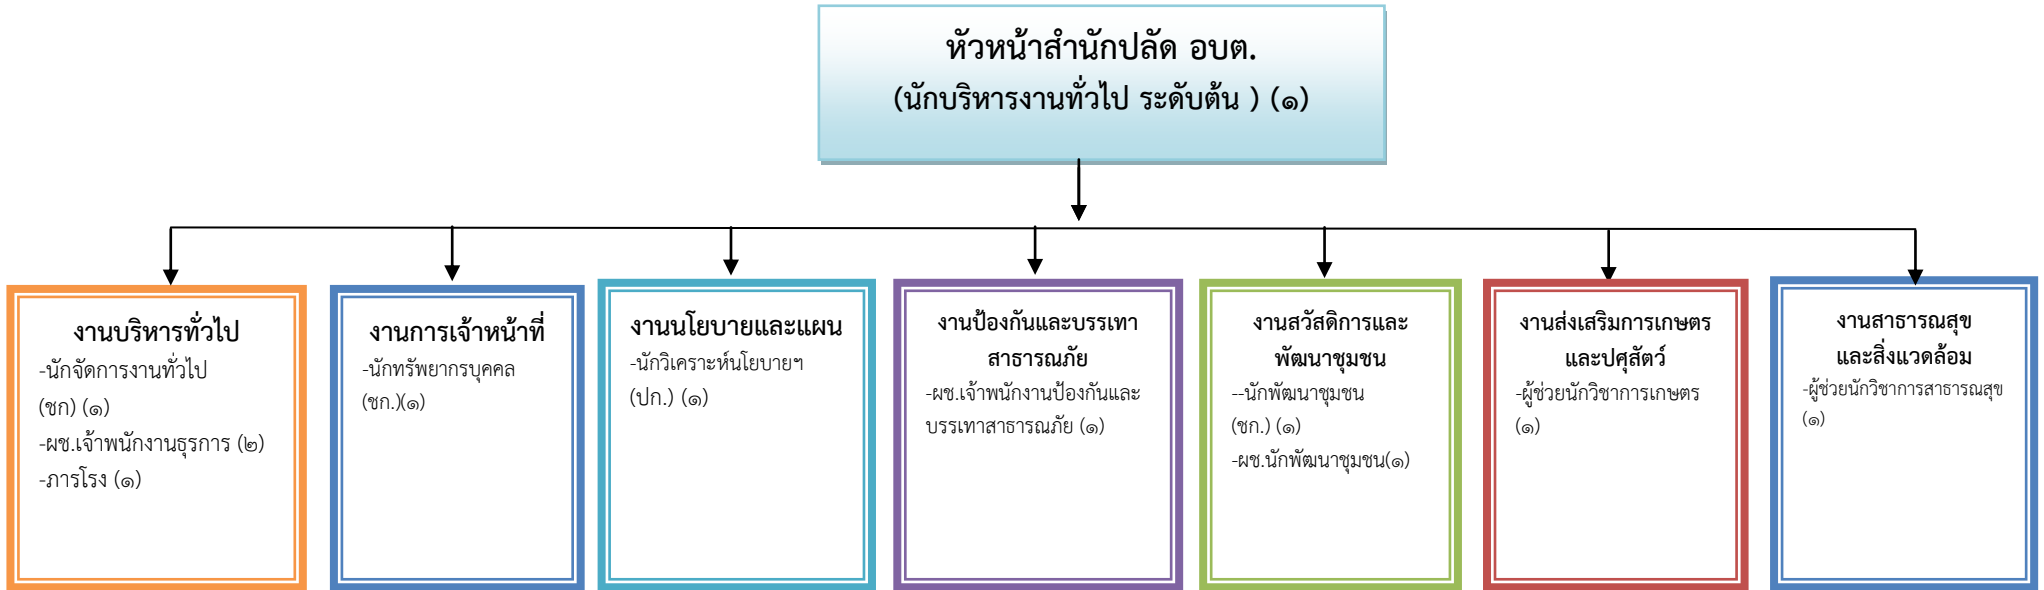 หัวหน้าสำนักปลัด อบต.
(นักบริหารงานทั่วไป ระดับต้น ) (๑)
งานบริหารทั่วไป
-นักจัดการงานทั่วไป
(ชก) (๑)
-ผช.เจ้าพนักงานธุรการ (๒)
-ภารโรง (๑)
งานการเจ้าหน้าที่
-นักทรัพยากรบุคคล
(ชก.)(๑)
งานนโยบายและแผน
-นักวิเคราะห์นโยบายฯ
(ปก.) (๑)
งานป้องกันและบรรเทา
สาธารณภัย
-ผช.เจ้าพนักงานป้องกันและ
บรรเทาสาธารณภัย (๑)
งานสวัสดิการและ
พัฒนาชุมชน
--นักพัฒนาชุมชน
(ชก.) (๑)
-ผช.นักพัฒนาชุมชน(๑)
งานส่งเสริมการเกษตร
และปศุสัตว์
-ผู้ช่วยนักวิชาการเกษตร
(๑)
งานสาธารณสุข
และสิ่งแวดล้อม
-ผู้ช่วยนักวิชาการสาธารณสุข
(๑)